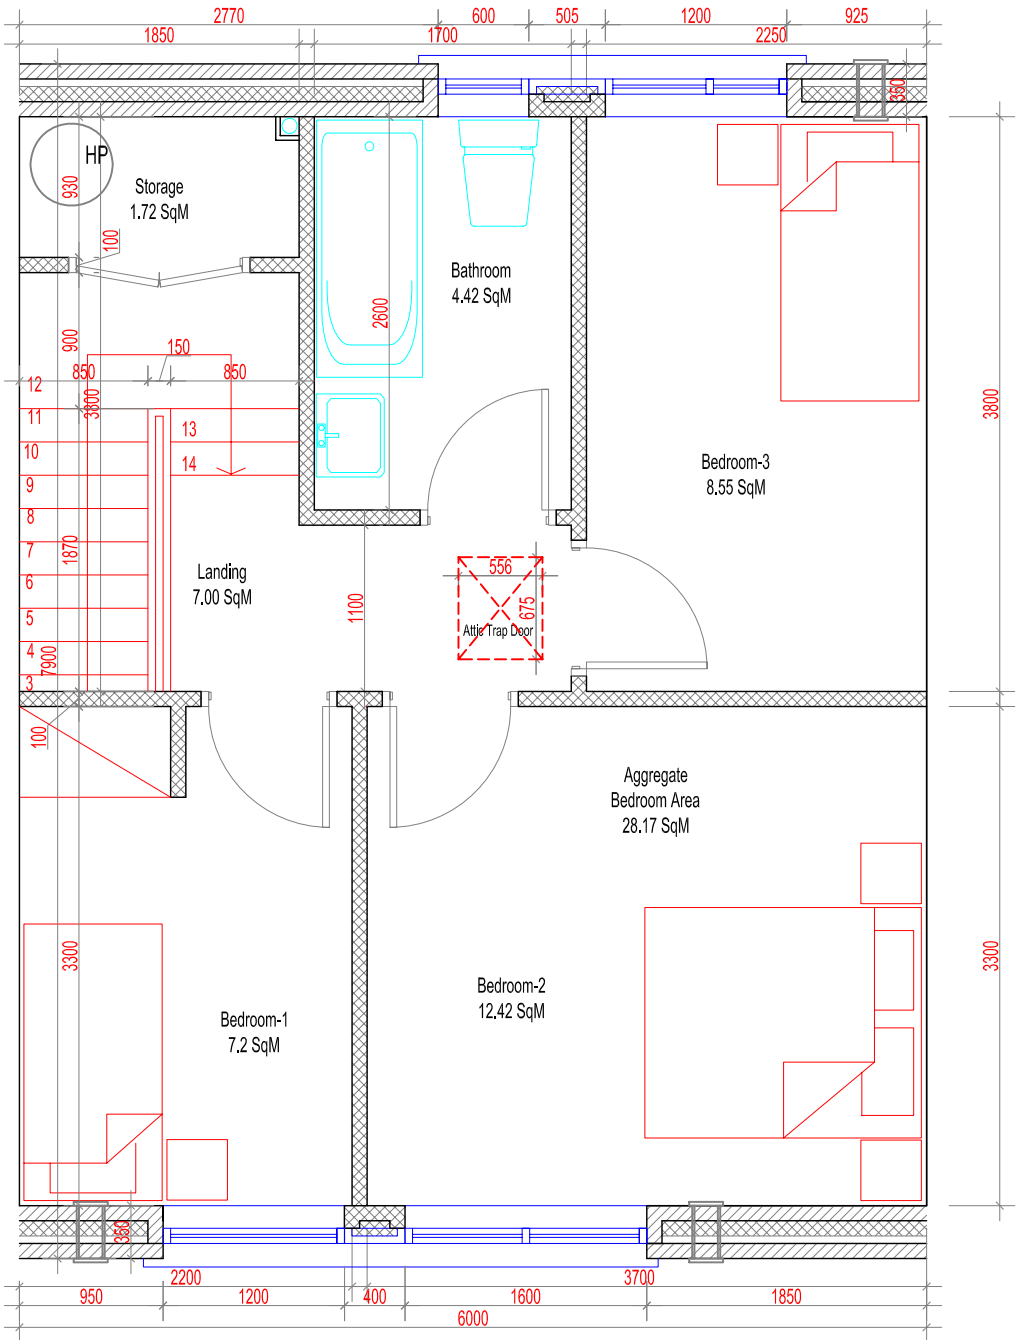 2770
600
505
1200
925
1850
1700
2250
350
HP
Storage
1.72 SqM
930
100
Bathroom
4.42 SqM
2600
900
150
850
850
3800
3800
12
11
10
9
8
7
6
5
4
3
13
14
Bedroom-3
8.55 SqM
1870
Landing
7.00 SqM
1100
556
675
Attic Trap Door
7900
100
Aggregate
Bedroom Area
28.17 SqM
3300
3300
Bedroom-2
12.42 SqM
Bedroom-1
7.2 SqM
350
2200
3700
950
1200
400
1600
1850
6000